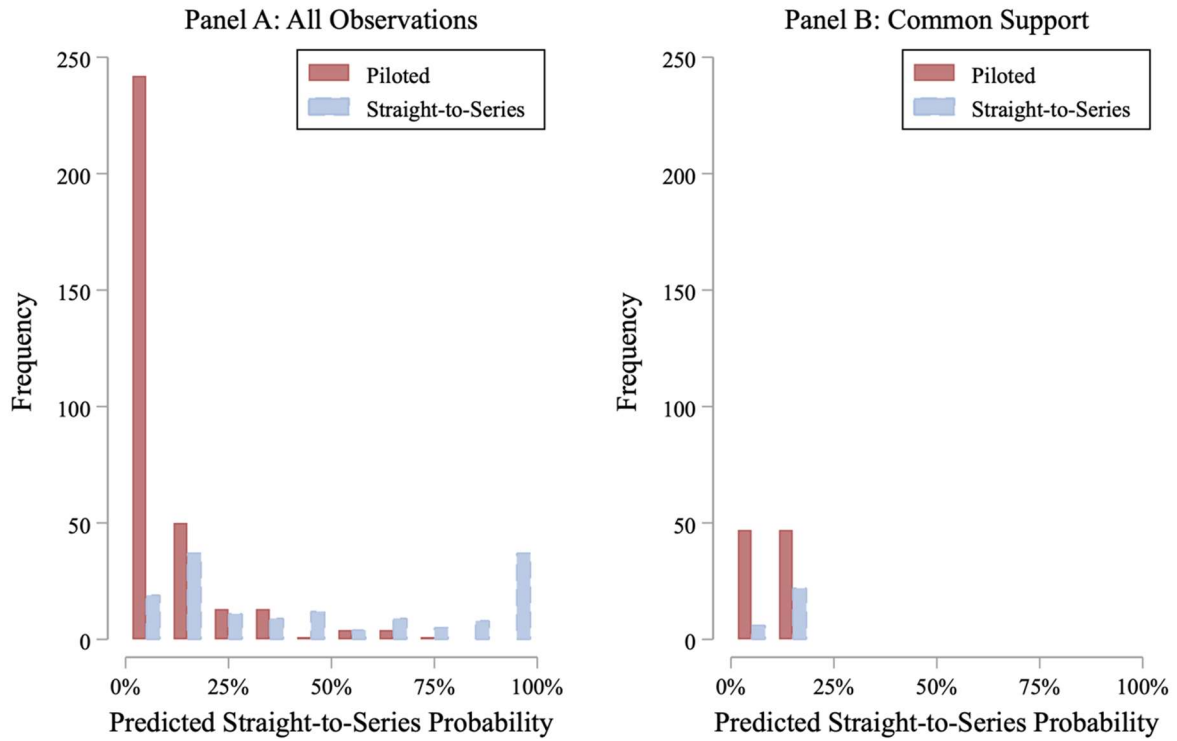 Panel A: All Observations
250
200
150
100
50
0
Frequency
Piloted
Straight-to-Series
0%
25%
50%
75%
100%
Predicted Straight-to-Series Probability
Panel B: Common Support
250
200
150
100
50
0
Frequency
Piloted
Straight-to-Series
0%
25%
50%
75%
100%
Predicted Straight-to-Series Probability